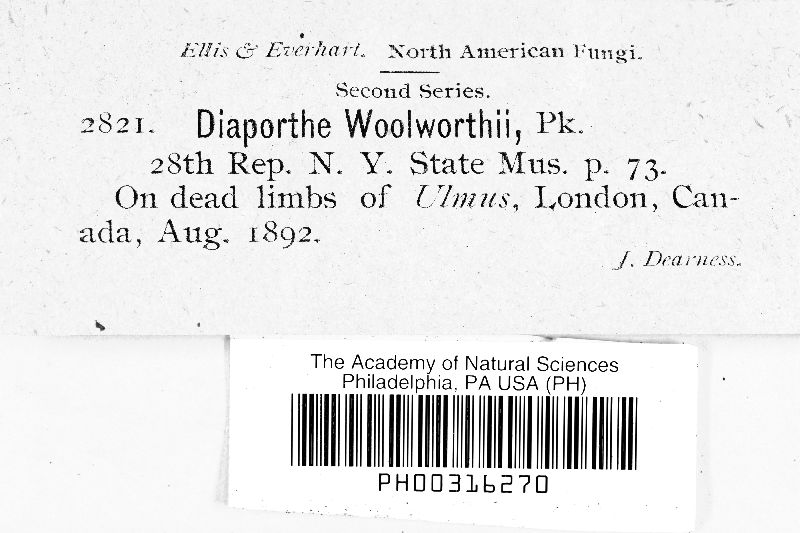 Ellis & Everhart. North American Fungi.
Second Series.
2821. Diaporthe Woolworthii, Pk.
28th Rep. N. Y. State Mus. p. 73.
On dead limbs of Ulmus, London, Can-
ada, Aug. 1892.
J. Dearness.
The Academy of Natural Sciences
Philadelphia, PA USA (PH)
PH00316270